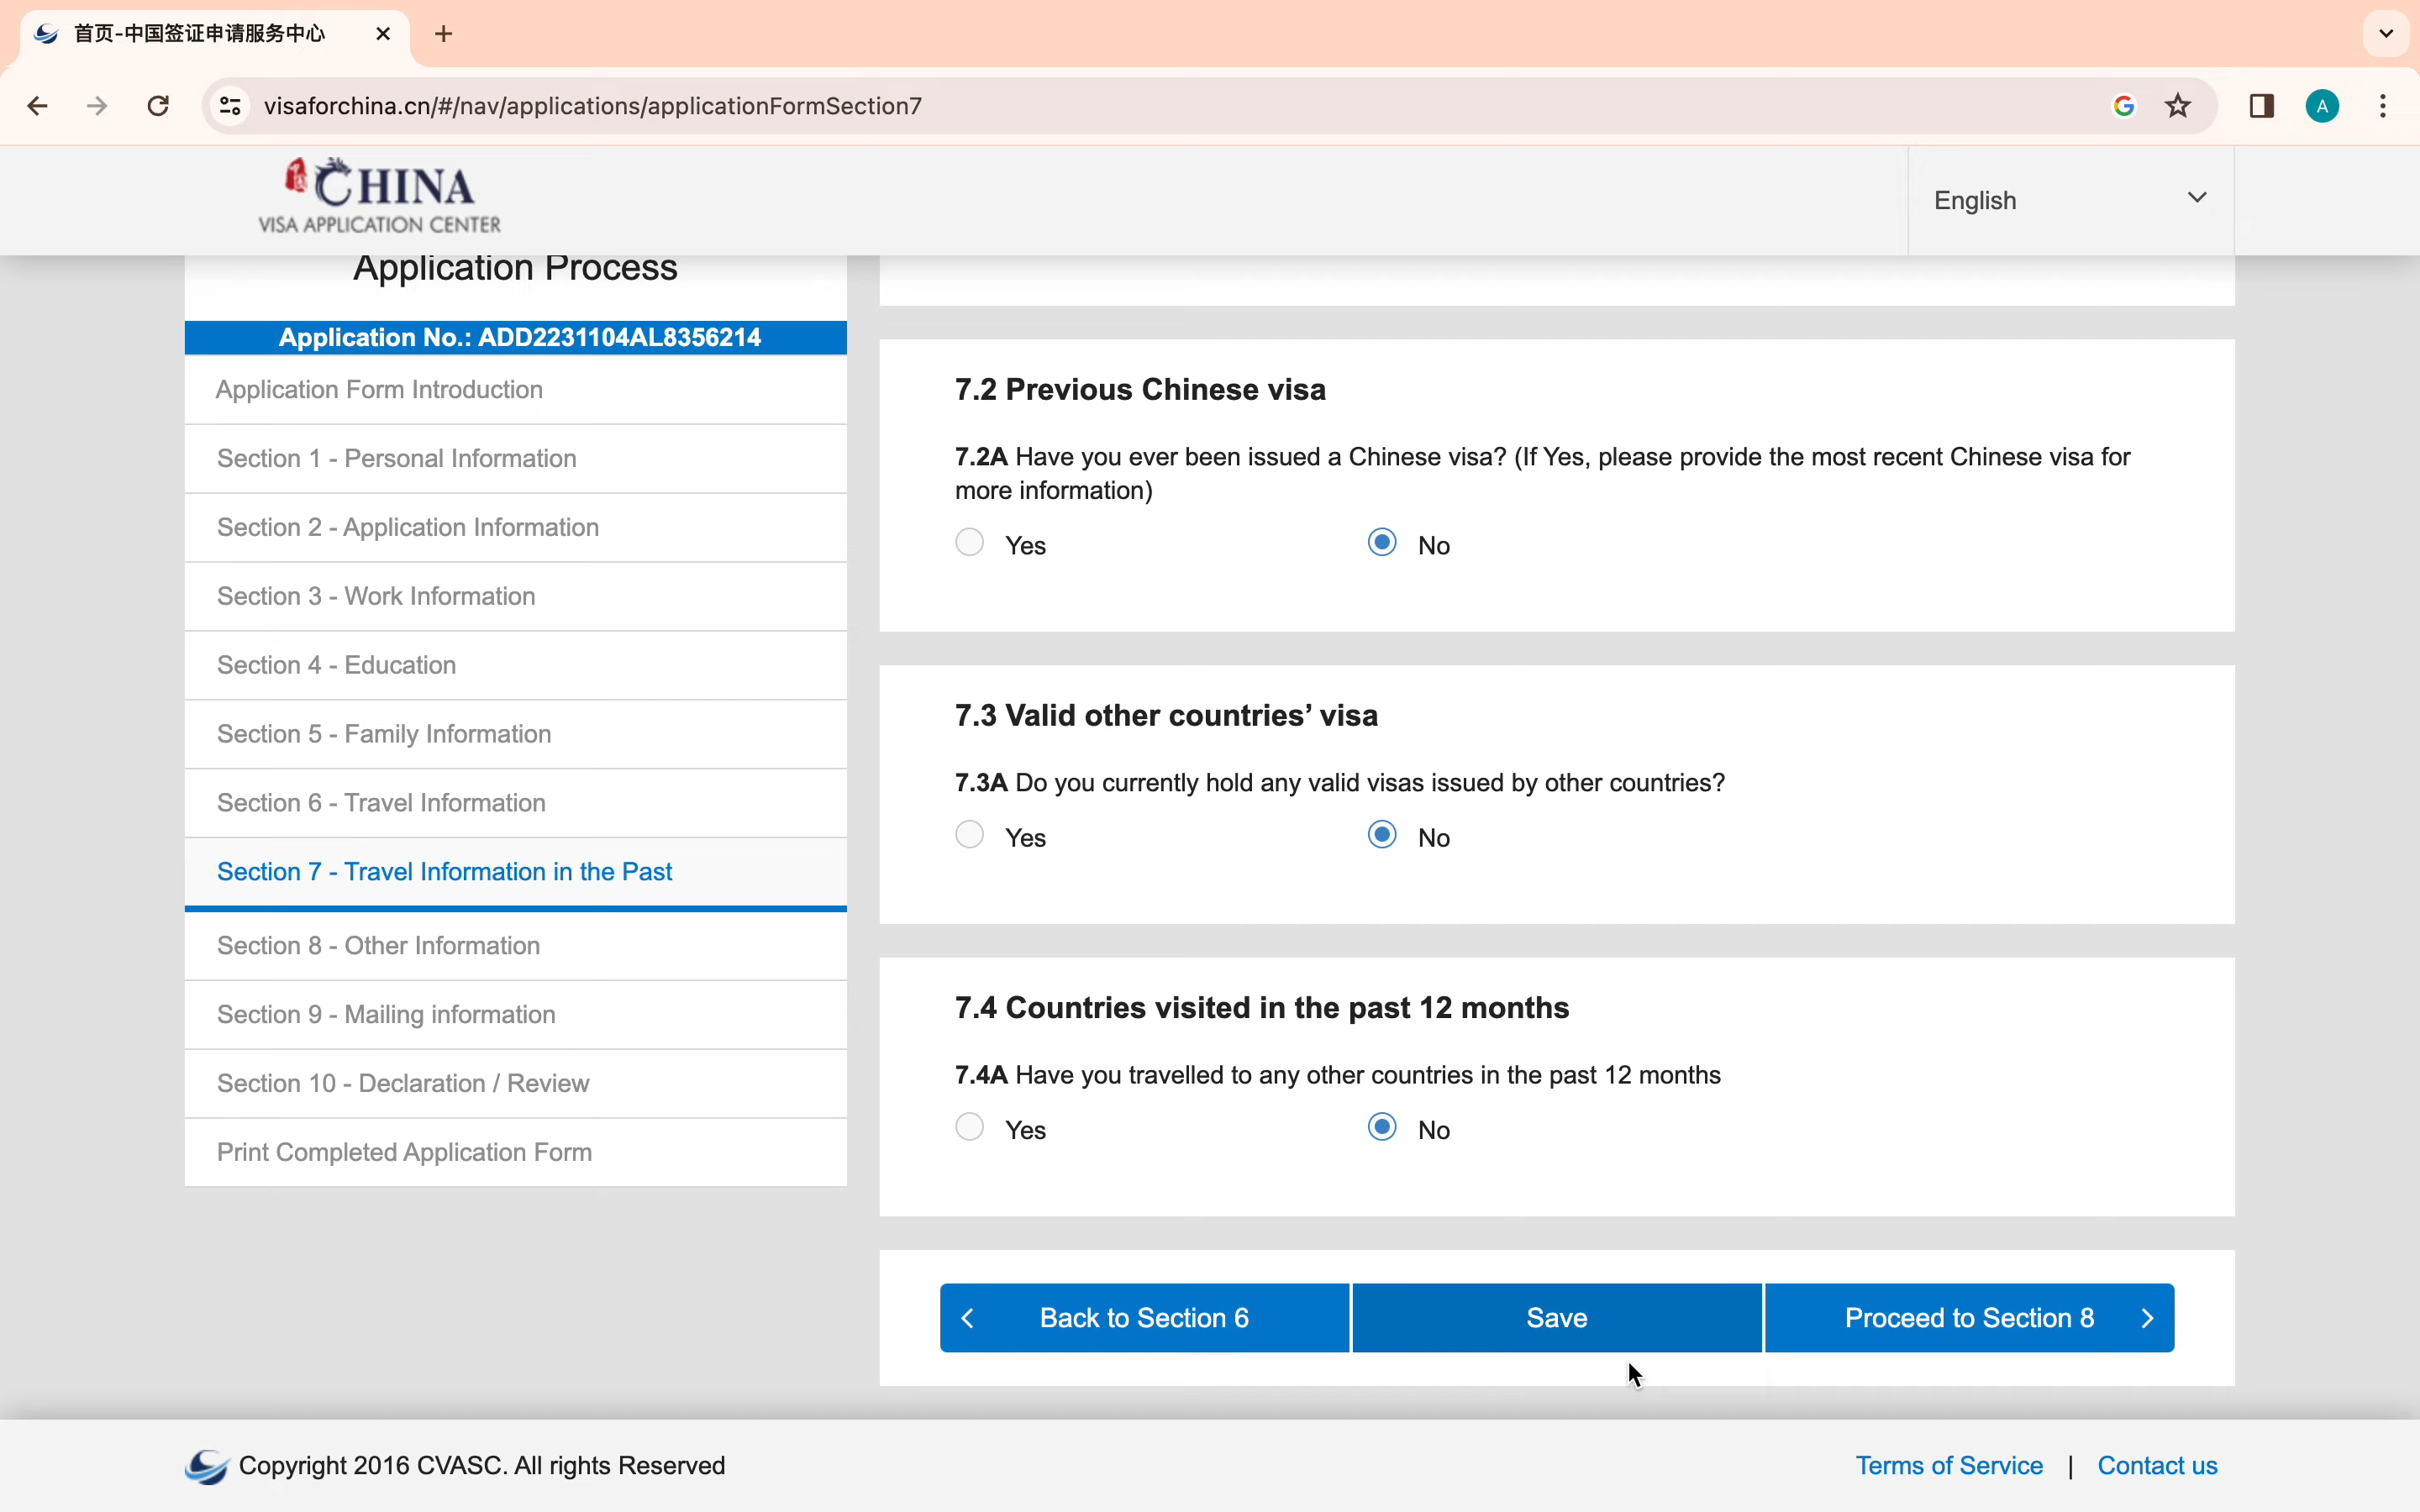 首页-中国签证申请服务中心
visaforchina.cn/#/nav/applications/applicationFormSection7
A
CHINA
VISA APPLICATION CENTER
English
Application Process
Application No.: ADD2231104AL8356214
Application Form Introduction
Section 1 - Personal Information
Section 2 - Application Information
Section 3 - Work Information
Section 4 - Education
Section 5 - Family Information
Section 6 - Travel Information
Section 7 - Travel Information in the Past
Section 8 - Other Information
Section 9 - Mailing information
Section 10 - Declaration / Review
Print Completed Application Form
7.2 Previous Chinese visa
7.2A Have you ever been issued a Chinese visa? (If Yes, please provide the most recent Chinese visa for
more information)
Yes No
7.3 Valid other countries’ visa
7.3A Do you currently hold any valid visas issued by other countries?
Yes No
7.4 Countries visited in the past 12 months
7.4A Have you travelled to any other countries in the past 12 months
Yes No
Back to Section 6 Save Proceed to Section 8
Copyright 2016 CVASC. All rights Reserved
Terms of Service | Contact us